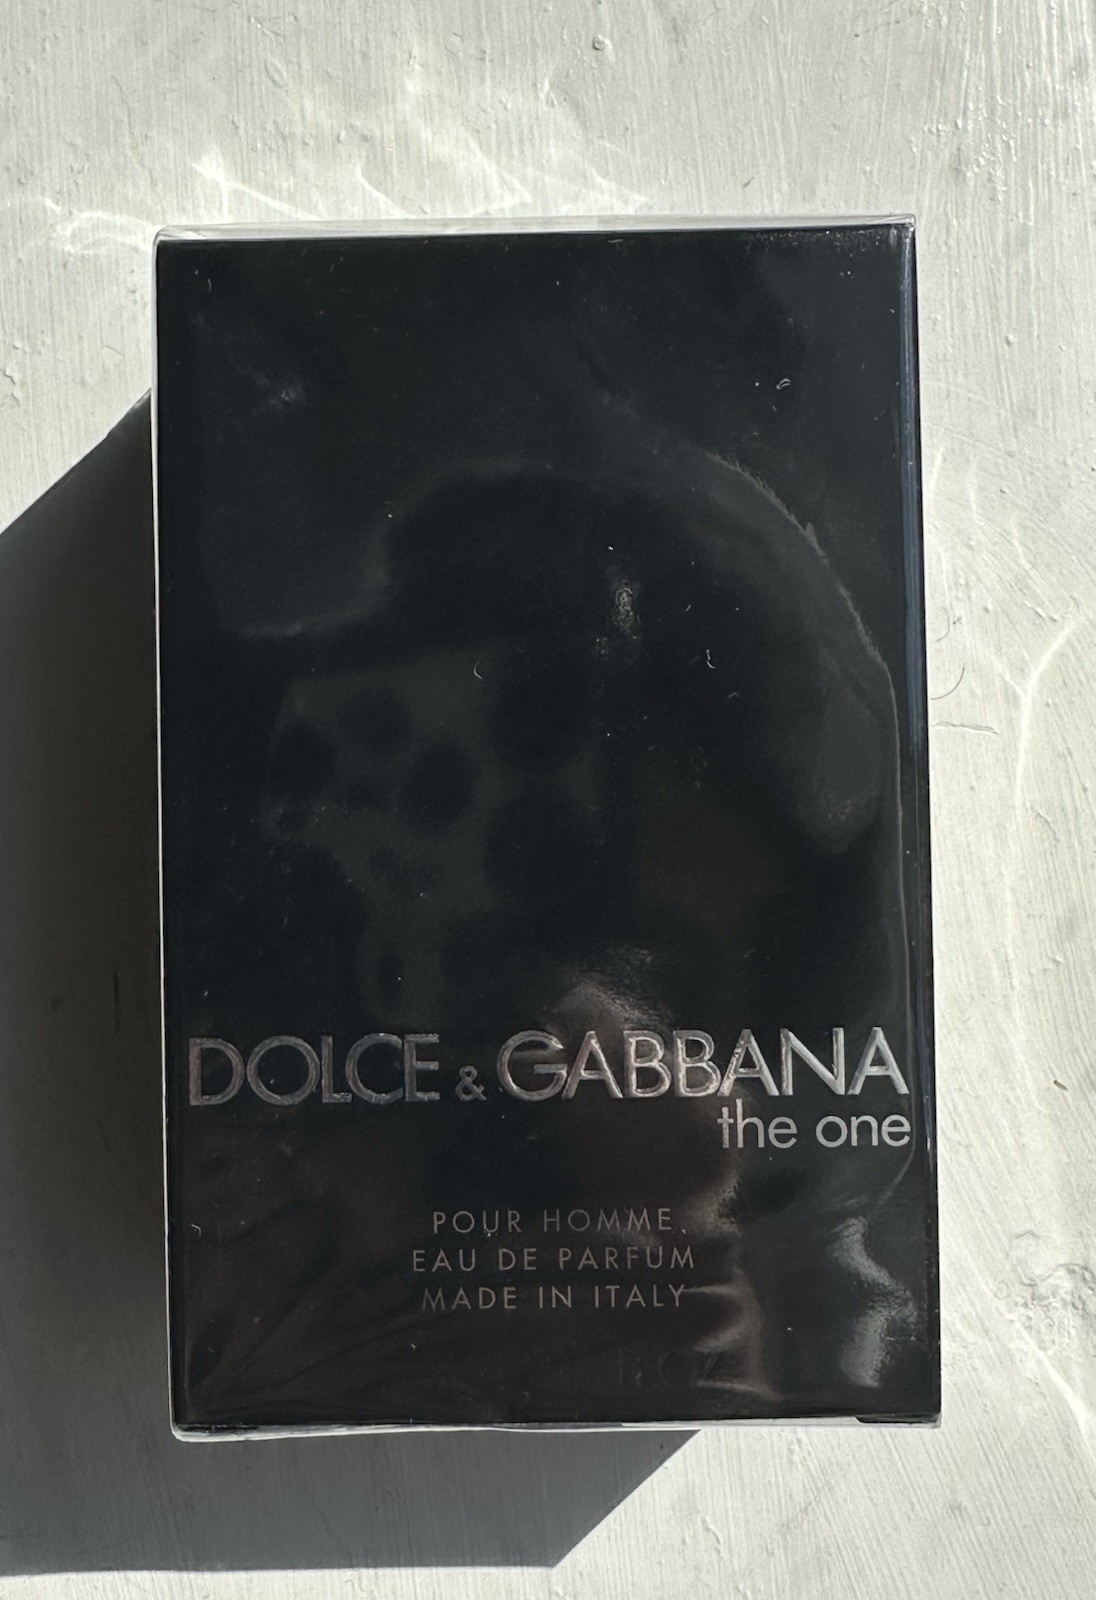 DOLCE & GABBANA
the one
POUR HOMME
EAU DE PARFUM
MADE IN ITALY